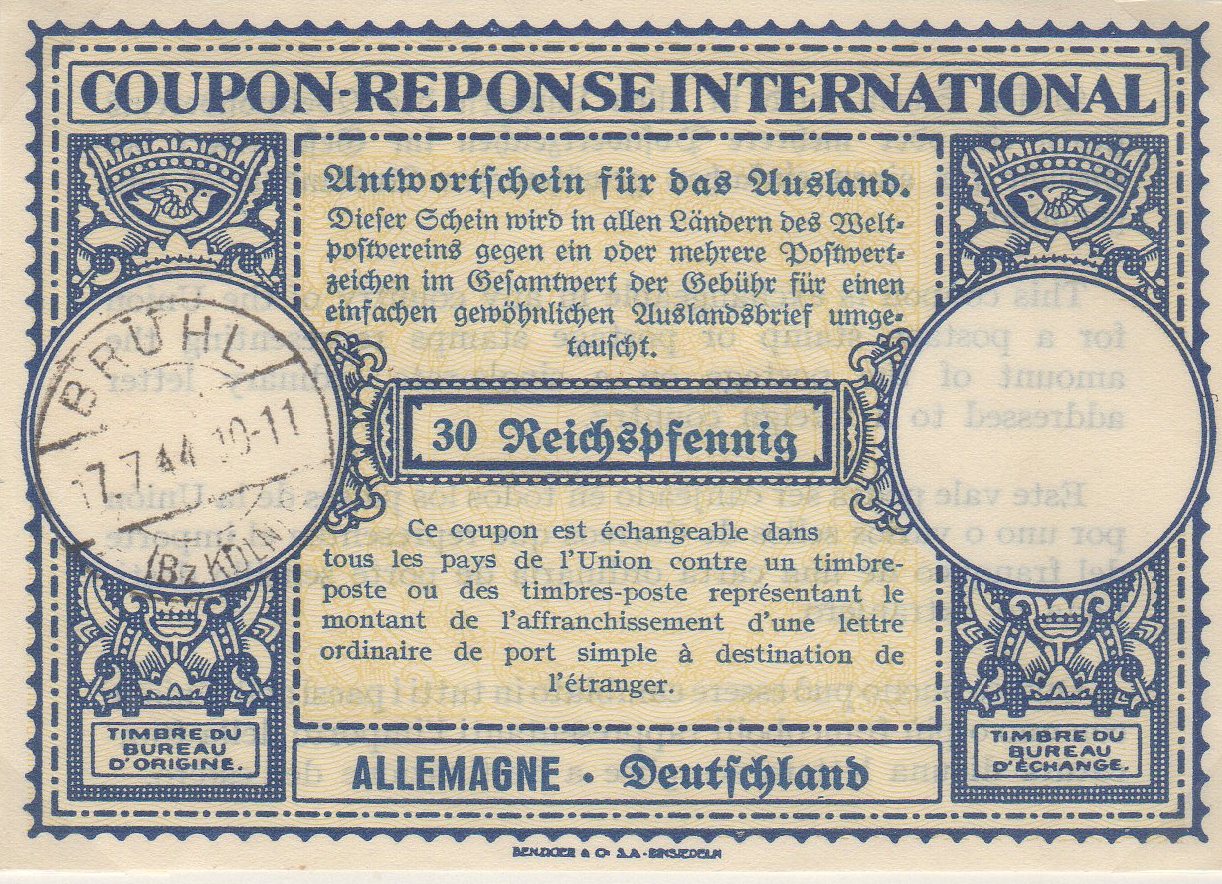 COUPON-REPONSE INTERNATIONAL
Antwortschein für das Ausland.
Dieser Schein wird in allen Ländern des Welt-
postvereins gegen ein oder mehrere Postwert-
zeichen im Gesamtwert der Gebühr für einen
einfachen gewöhnlichen Auslandsbrief umge-
tauscht.
BRÜHL
17.7.44.10-11
(Bz KÖLN)
30 Reichspfennig
Ce coupon est échangeable dans
tous les pays de l'Union contre un timbre-
poste ou des timbres-poste représentant le
montant de l'affranchissement d'une lettre
ordinaire de port simple à destination de
l'étranger.
TIMBRE DU
BUREAU
D'ORIGINE.
TIMBRE DU
BUREAU
D'ÉCHANGE.
ALLEMAGNE • Deutschland
BENZIGER & Co S.A.-EINSIEDELN